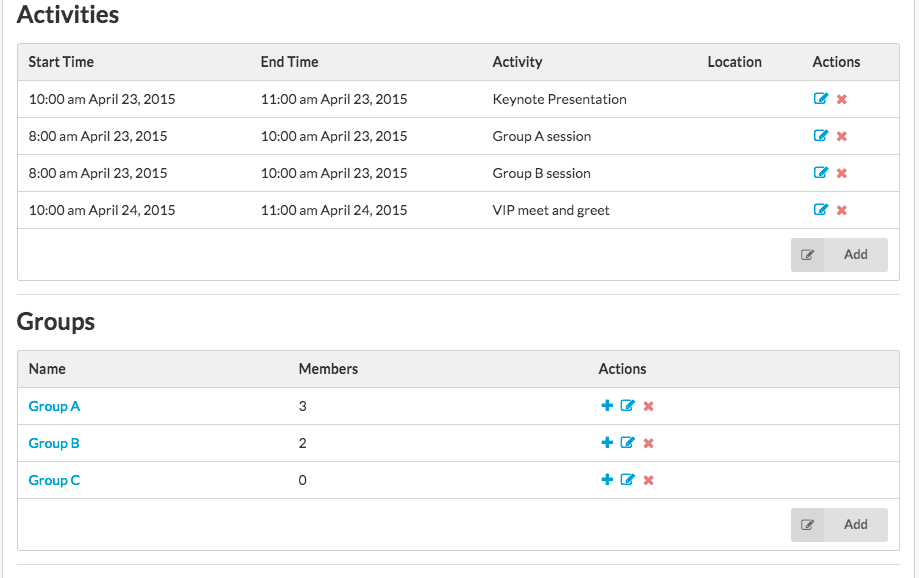 Activities
Start Time End Time Activity Location Actions
10:00 am April 23, 2015 11:00 am April 23, 2015 Keynote Presentation
8:00 am April 23, 2015 10:00 am April 23, 2015 Group A session
8:00 am April 23, 2015 10:00 am April 23, 2015 Group B session
10:00 am April 24, 2015 11:00 am April 24, 2015 VIP meet and greet
Add
Groups
Name Members Actions
Group A 3
Group B 2
Group C 0
Add